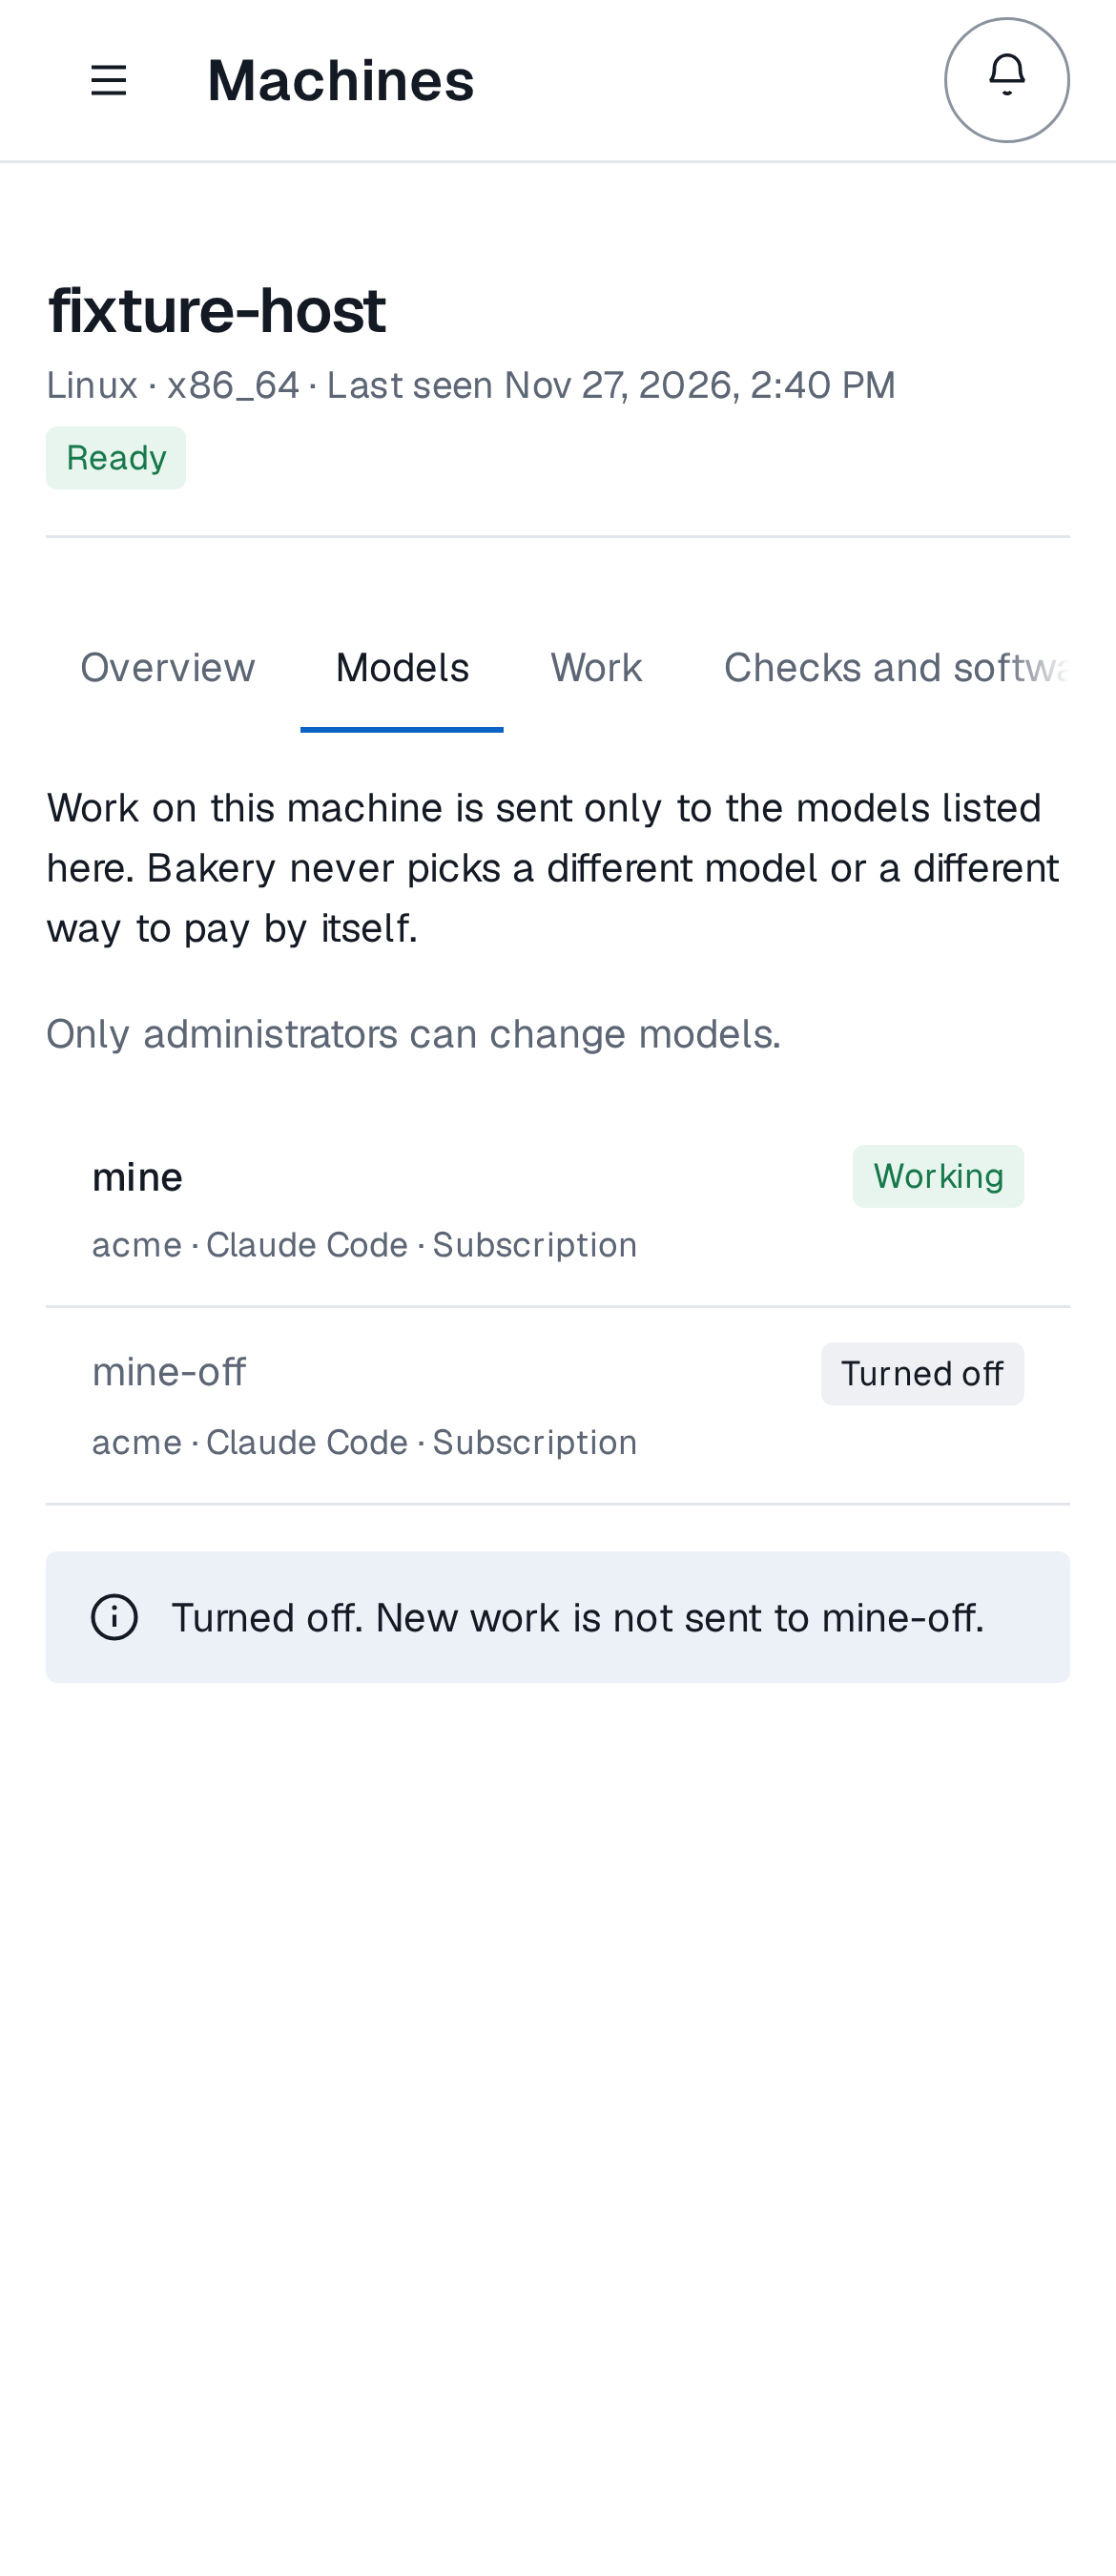 Machines
fixture-host
Linux · x86_64 · Last seen Nov 27, 2026, 2:40 PM
Ready
Overview Models Work Checks and softwa
Work on this machine is sent only to the models listed
here. Bakery never picks a different model or a different
way to pay by itself.
Only administrators can change models.
mine Working
acme · Claude Code · Subscription
mine-off Turned off
acme · Claude Code · Subscription
Turned off. New work is not sent to mine-off.